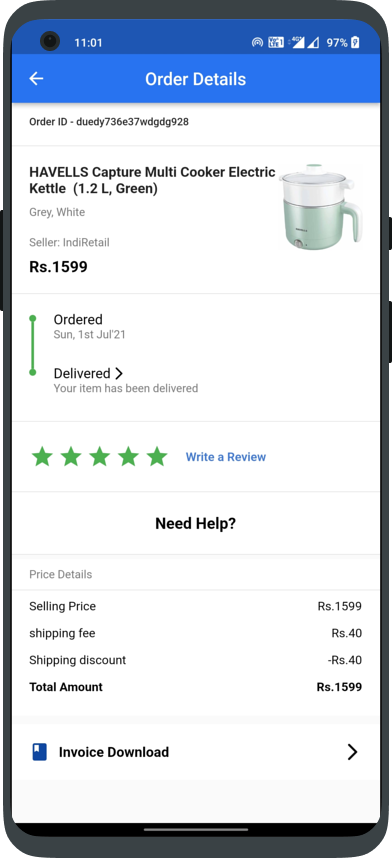 11:01
97%
Order Details
Order ID - duedy736e37wdgdg928
HAVELLS Capture Multi Cooker Electric
Kettle (1.2 L, Green)
Grey, White
Seller: IndiRetail
Rs.1599
Ordered
Sun, 1st Jul'21
Delivered
Your item has been delivered
Write a Review
Need Help?
Price Details
Selling Price Rs.1599
shipping fee Rs.40
Shipping discount -Rs.40
Total Amount Rs.1599
Invoice Download